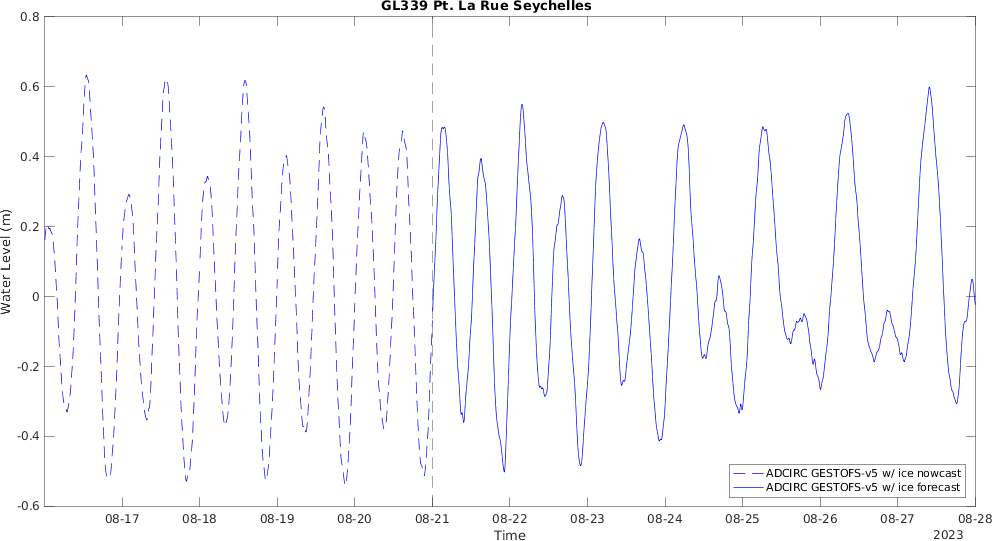 GL339 Pt. La Rue Seychelles
0.8
0.6
0.4
0.2
0
-0.2
-0.4
-0.6
Water Level (m)
ADCIRC GESTOFS-v5 w/ ice nowcast
ADCIRC GESTOFS-v5 w/ ice forecast
08-17 08-18 08-19 08-20 08-21 08-22 08-23 08-24 08-25 08-26 08-27 08-28
Time
2023